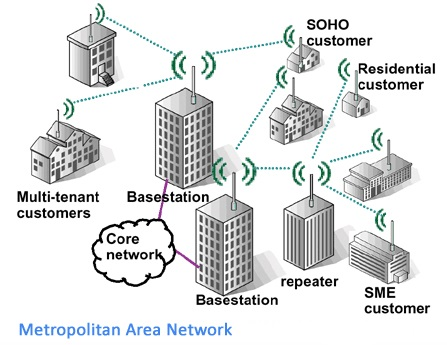 SOHO
customer
Residential
customer
Multi-tenant
customers
Basestation
Core
network
Basestation
repeater
SME
customer
Metropolitan Area Network